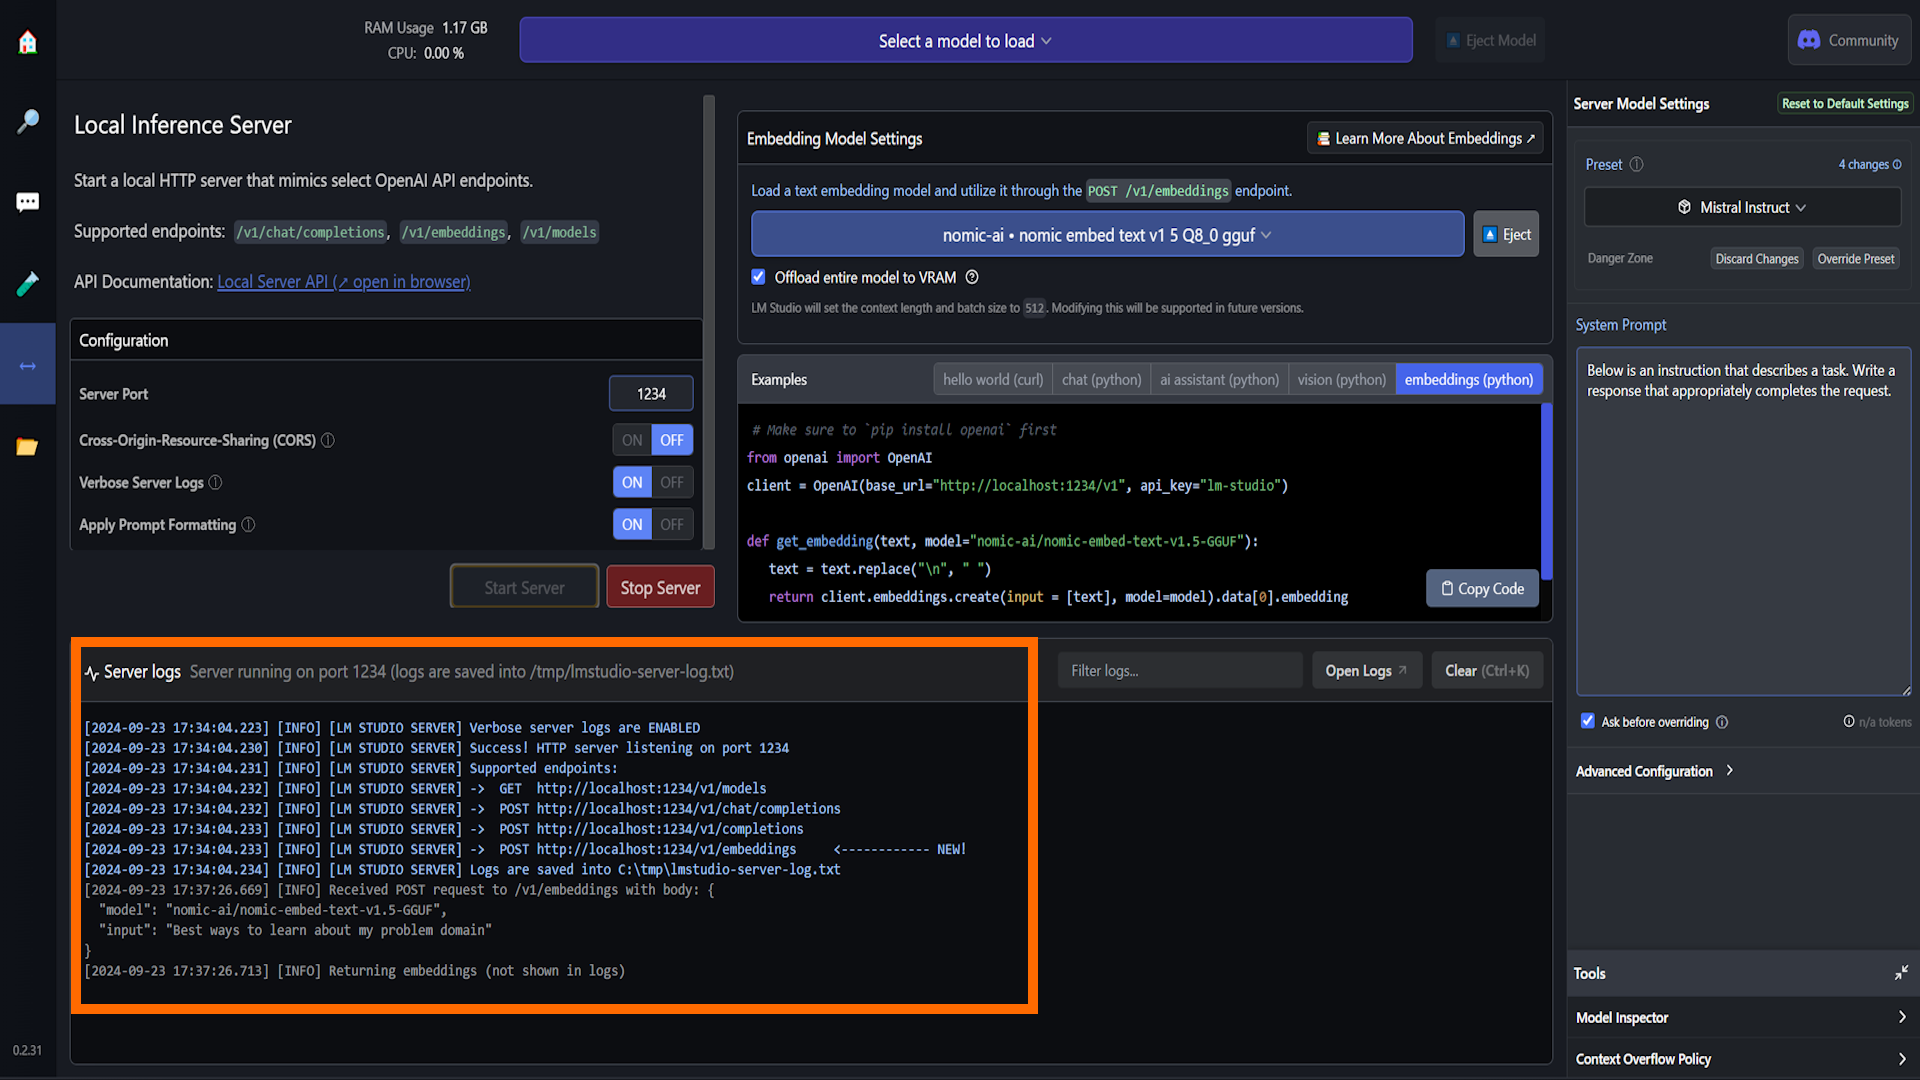 RAM Usage 1.17 GB
CPU: 0.00 %
Select a model to load
Eject Model
Community
Local Inference Server
Start a local HTTP server that mimics select OpenAI API endpoints.
Supported endpoints: /v1/chat/completions, /v1/embeddings, /v1/models
API Documentation: Local Server API (↗ open in browser)
Configuration
Server Port 1234
Cross-Origin-Resource-Sharing (CORS) ON OFF
Verbose Server Logs ON OFF
Apply Prompt Formatting ON OFF
Start Server Stop Server
Embedding Model Settings
Learn More About Embeddings ↗
Load a text embedding model and utilize it through the POST /v1/embeddings endpoint.
nomic-ai • nomic embed text v1 5 Q8_0 gguf
Eject
Offload entire model to VRAM
LM Studio will set the context length and batch size to 512. Modifying this will be supported in future versions.
Examples
hello world (curl) chat (python) ai assistant (python) vision (python) embeddings (python)
# Make sure to `pip install openai` first
from openai import OpenAI
client = OpenAI(base_url="http://localhost:1234/v1", api_key="lm-studio")
def get_embedding(text, model="nomic-ai/nomic-embed-text-v1.5-GGUF"):
text = text.replace("\n", " ")
return client.embeddings.create(input = [text], model=model).data[0].embedding
Copy Code
Server logs Server running on port 1234 (logs are saved into /tmp/lmstudio-server-log.txt)
Filter logs...
Open Logs ↗
Clear (Ctrl+K)
[2024-09-23 17:34:04.223] [INFO] [LM STUDIO SERVER] Verbose server logs are ENABLED
[2024-09-23 17:34:04.230] [INFO] [LM STUDIO SERVER] Success! HTTP server listening on port 1234
[2024-09-23 17:34:04.231] [INFO] [LM STUDIO SERVER] Supported endpoints:
[2024-09-23 17:34:04.232] [INFO] [LM STUDIO SERVER] -> GET http://localhost:1234/v1/models
[2024-09-23 17:34:04.232] [INFO] [LM STUDIO SERVER] -> POST http://localhost:1234/v1/chat/completions
[2024-09-23 17:34:04.233] [INFO] [LM STUDIO SERVER] -> POST http://localhost:1234/v1/completions
[2024-09-23 17:34:04.233] [INFO] [LM STUDIO SERVER] -> POST http://localhost:1234/v1/embeddings <------------ NEW!
[2024-09-23 17:34:04.234] [INFO] [LM STUDIO SERVER] Logs are saved into C:\tmp\lmstudio-server-log.txt
[2024-09-23 17:37:26.669] [INFO] Received POST request to /v1/embeddings with body: {
"model": "nomic-ai/nomic-embed-text-v1.5-GGUF",
"input": "Best ways to learn about my problem domain"
}
[2024-09-23 17:37:26.713] [INFO] Returning embeddings (not shown in logs)
0.2.31
Server Model Settings
Reset to Default Settings
Preset
4 changes
Mistral Instruct
Danger Zone
Discard Changes
Override Preset
System Prompt
Below is an instruction that describes a task. Write a
response that appropriately completes the request.
Ask before overriding
n/a tokens
Advanced Configuration
Tools
Model Inspector
Context Overflow Policy